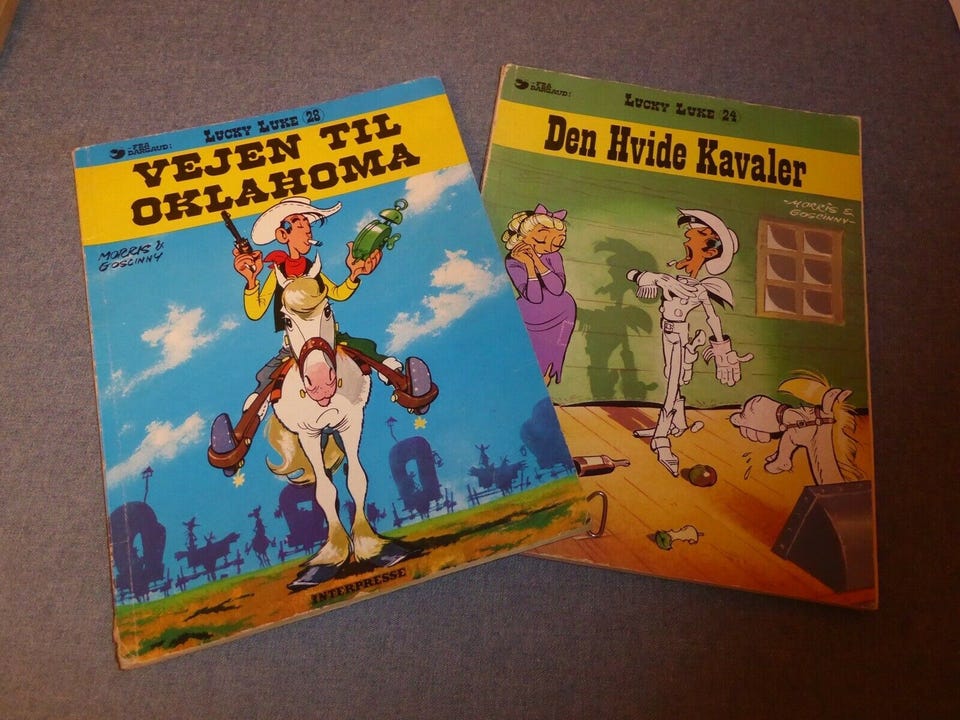 -FRA DARGAUD!
LUCKY LUKE (28)
VEJEN TIL
OKLAHOMA
MORRIS &
GOSCINNY
INTERPRESSE
-FRA DARGAUD!
LUCKY LUKE (24)
Den Hvide Kavaler
-MORRIS &
GOSCINNY-